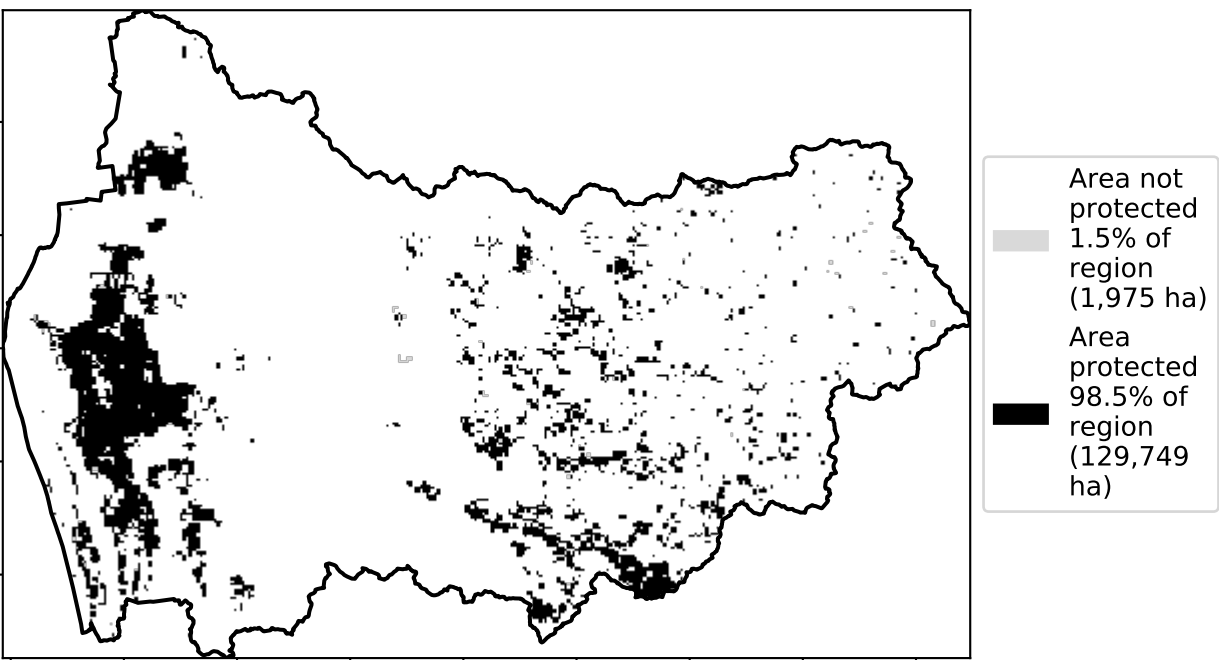 Area not
protected
1.5% of
region
(1,975 ha)
Area
protected
98.5% of
region
(129,749
ha)